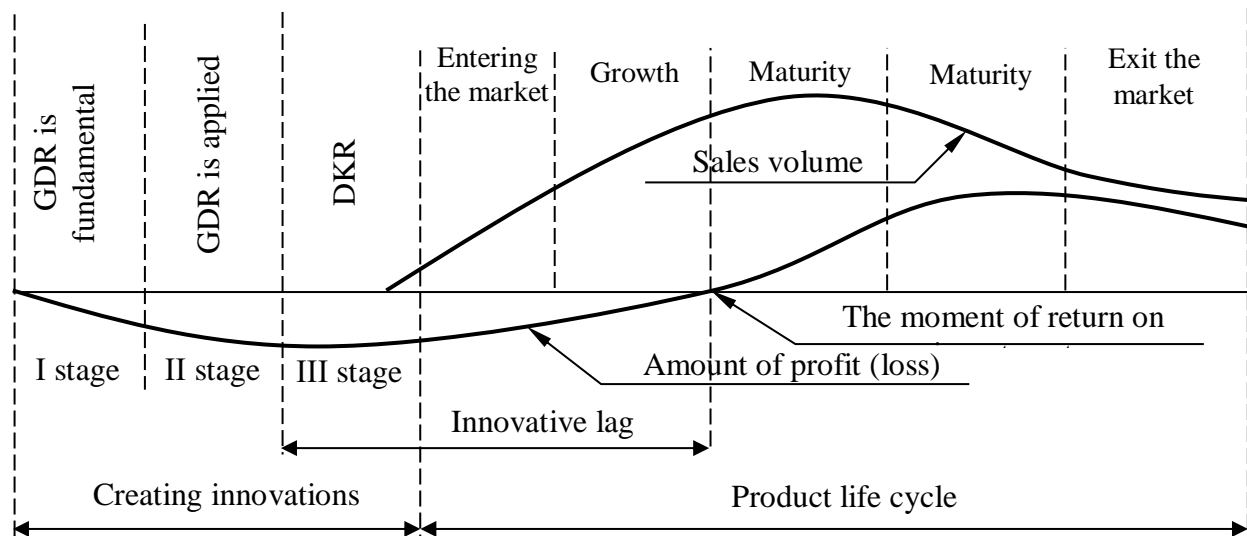 GDR is
fundamental
GDR is applied
DKR
Entering
the market
Growth
Maturity
Maturity
Exit the
market
Sales volume
The moment of return on
Amount of profit (loss)
I stage
II stage
III stage
Innovative lag
Creating innovations
Product life cycle